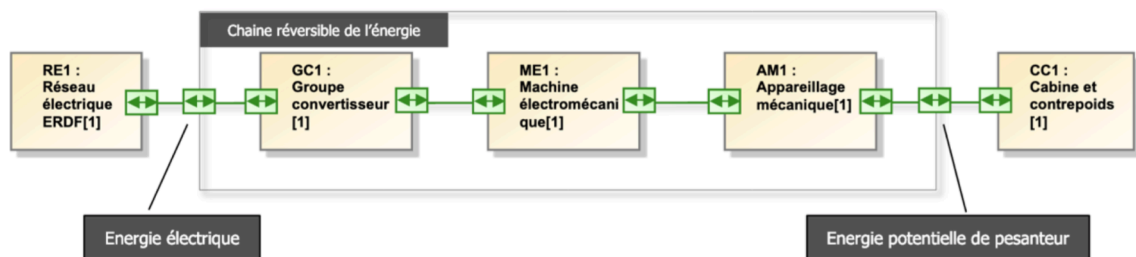 Chaine réversible de l'énergie
RE1 :
Réseau
électrique
ERDF[1]
GC1 :
Groupe
convertisseur
[1]
ME1 :
Machine
électromécani
que[1]
AM1 :
Appareillage
mécanique[1]
CC1 :
Cabine et
contrepoids
[1]
Energie électrique
Energie potentielle de pesanteur